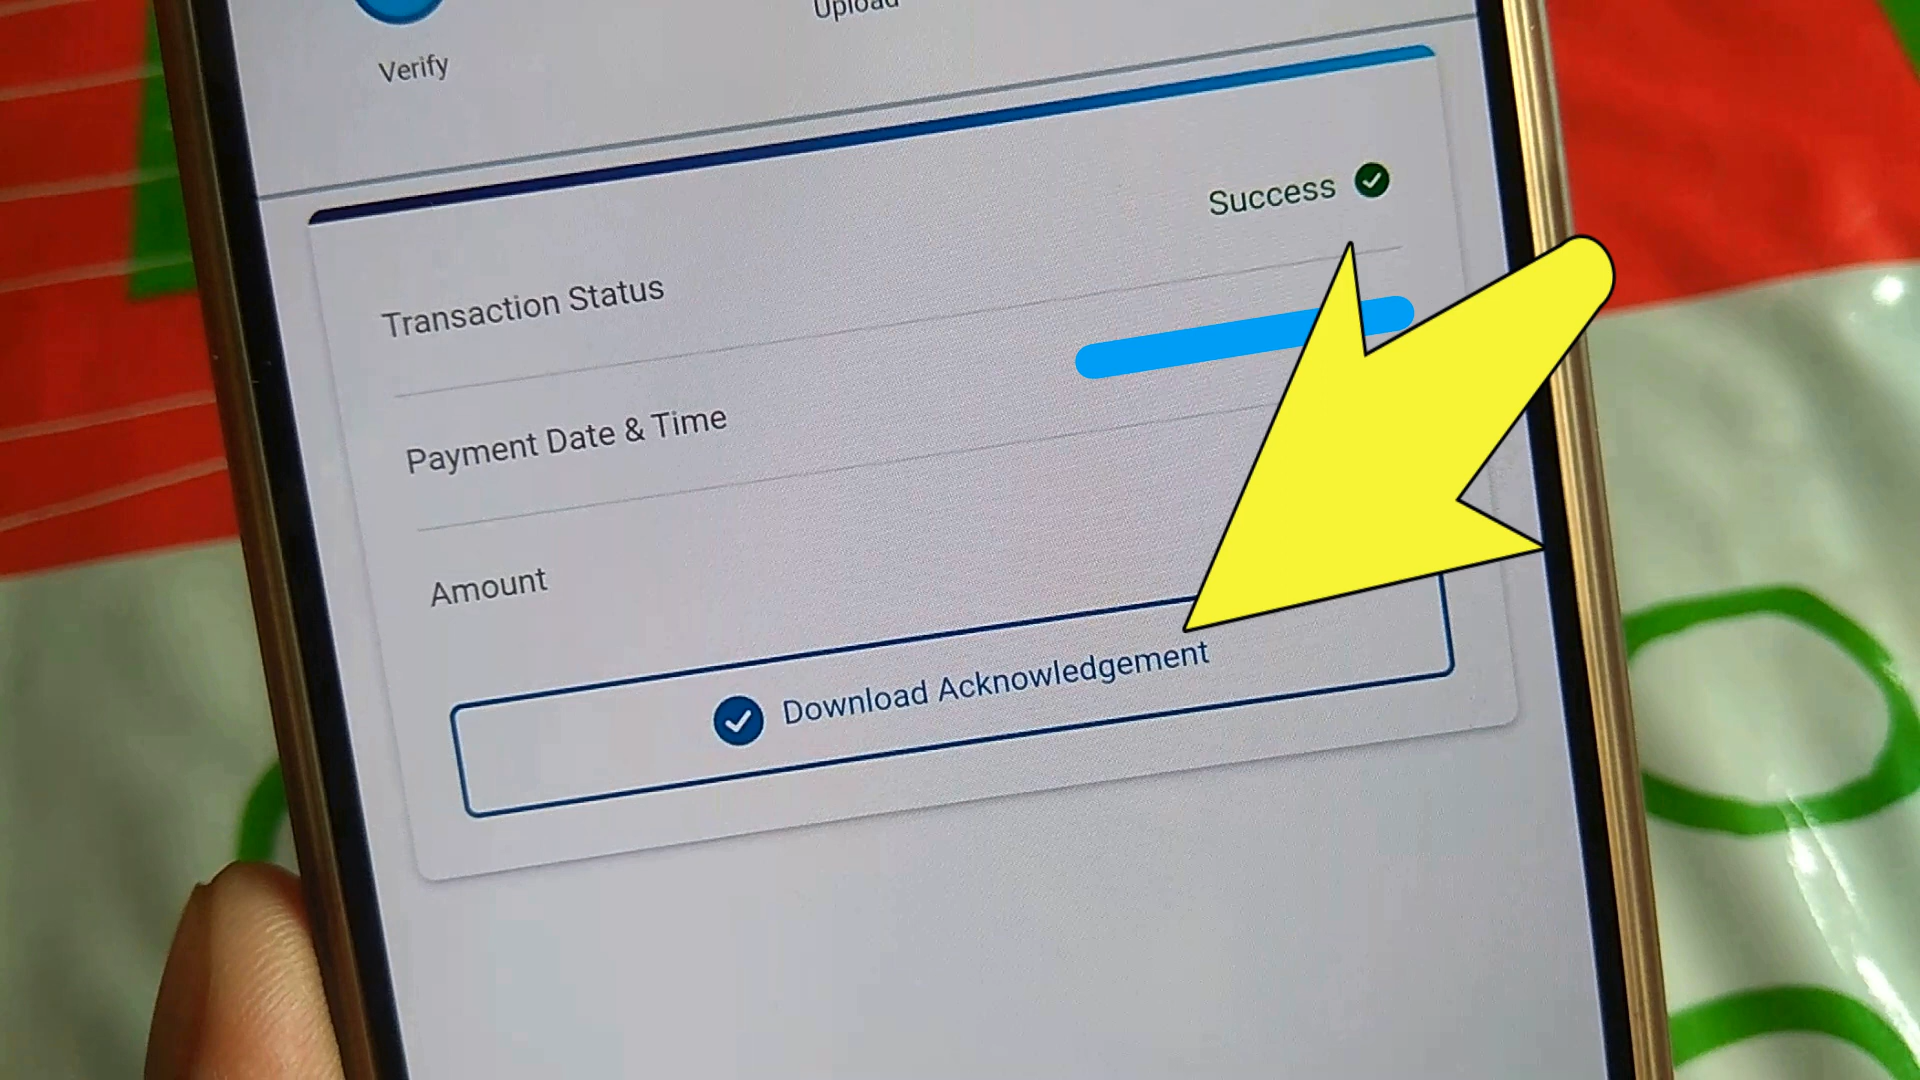 Upload
Verify
Success
Transaction Status
Payment Date & Time
Amount
Download Acknowledgement